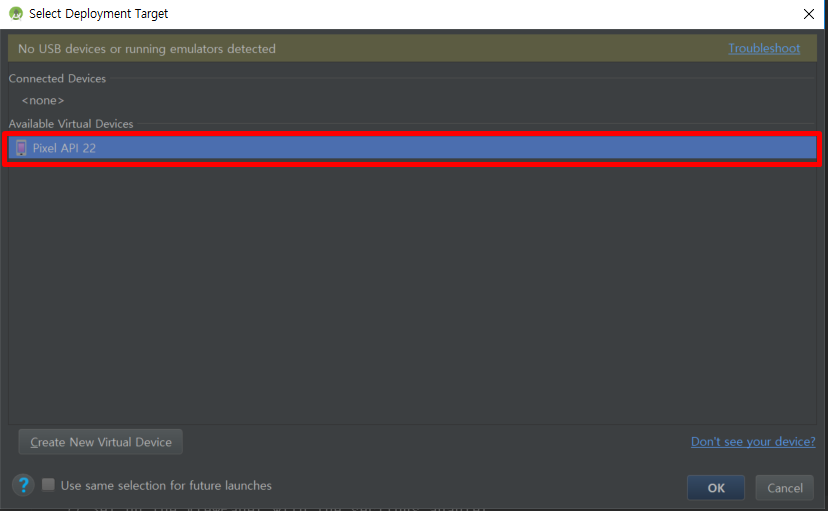 Select Deployment Target
No USB devices or running emulators detected Troubleshoot
Connected Devices
<none>
Available Virtual Devices
Pixel API 22
Create New Virtual Device Don't see your device?
? Use same selection for future launches OK Cancel